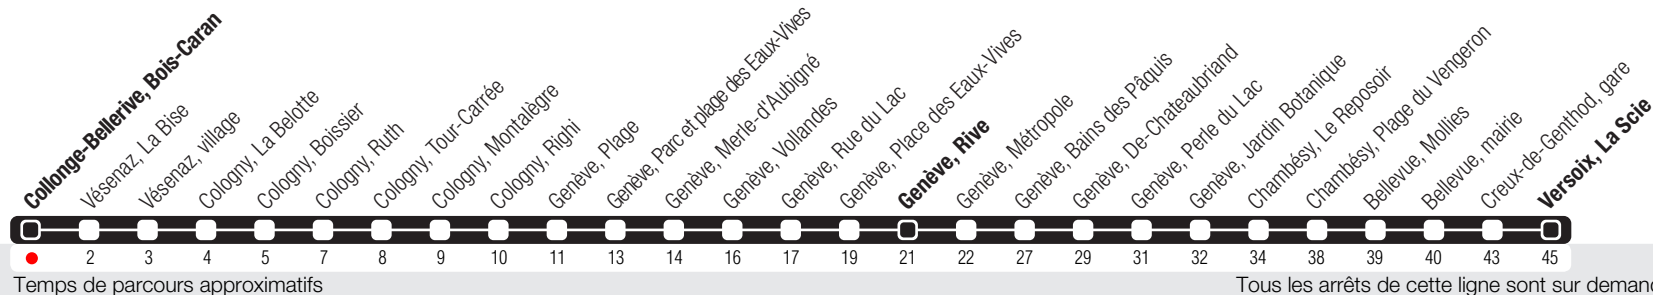 Collonge-Bellerive, Bois-Caran
Vésenaz, La Bise
Vésenaz, village
Cologny, La Belotte
Cologny, Boissier
Cologny, Ruth
Cologny, Tour-Carrée
Cologny, Montalègre
Cologny, Righi
Genève, Plage
Genève, Parc et plage des Eaux-Vives
Genève, Merle-d'Aubigné
Genève, Vollandes
Genève, Rue du Lac
Genève, Place des Eaux-Vives
Genève, Rive
Genève, Métropole
Genève, Bains des Pâquis
Genève, De-Chateaubriand
Genève, Perle du Lac
Genève, Jardin Botanique
Chambésy, Le Reposoir
Chambésy, Plage du Vengeron
Bellevue, Mollies
Bellevue, mairie
Creux-de-Genthod, gare
Versoix, La Scie
2 3 4 5 7 8 9 10 11 13 14 16 17 19 21 22 27 29 31 32 34 38 39 40 43 45
Temps de parcours approximatifs
Tous les arrêts de cette ligne sont sur demand